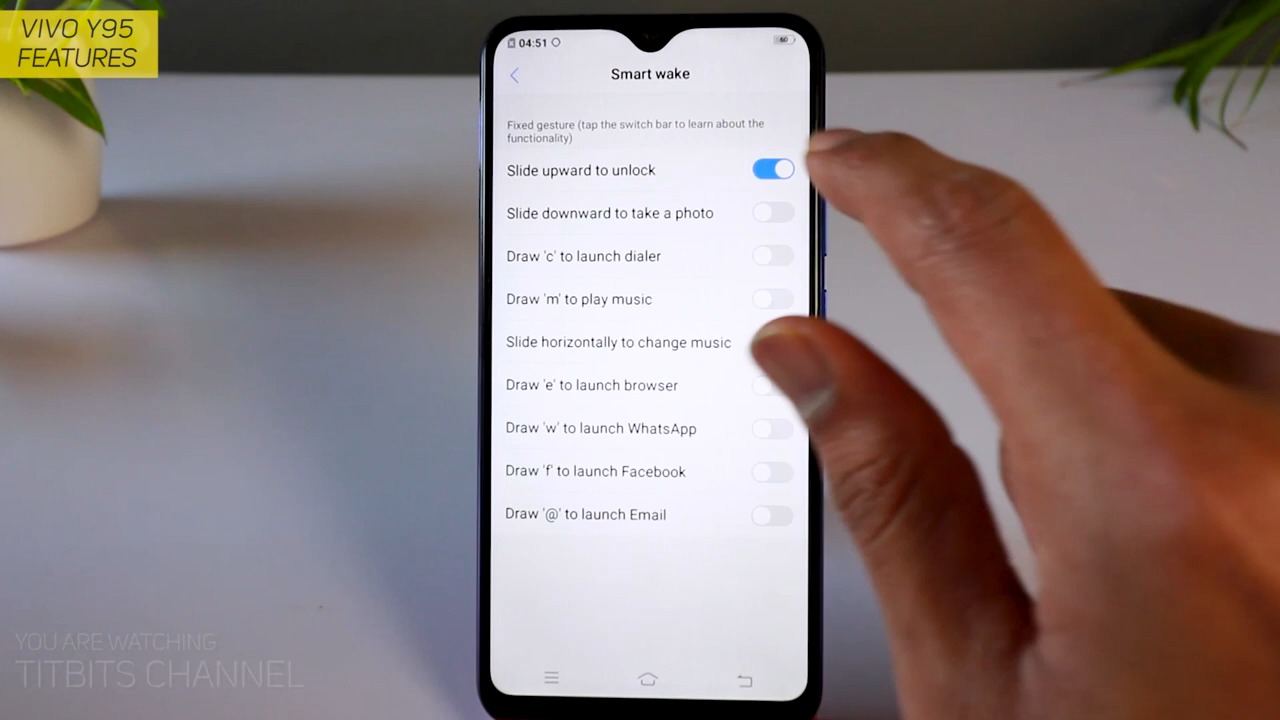 VIVO Y95
FEATURES
04:51
60
Smart wake
Fixed gesture (tap the switch bar to learn about the
functionality)
Slide upward to unlock
Slide downward to take a photo
Draw 'c' to launch dialer
Draw 'm' to play music
Slide horizontally to change music
Draw 'e' to launch browser
Draw 'w' to launch WhatsApp
Draw 'f' to launch Facebook
Draw '@' to launch Email
YOU ARE WATCHING
TITBITS CHANNEL